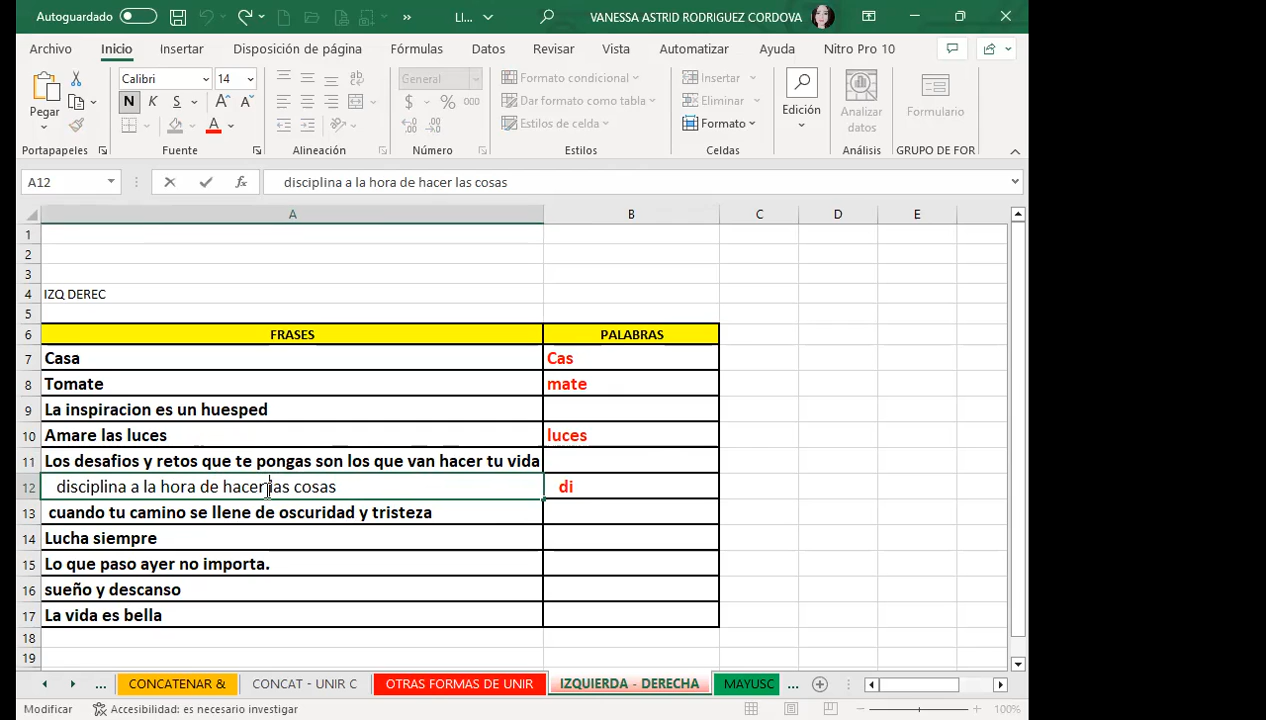 Autoguardado LI... VANESSA ASTRID RODRIGUEZ CORDOVA
Archivo Inicio Insertar Disposición de página Fórmulas Datos Revisar Vista Automatizar Ayuda Nitro Pro 10
Pegar Calibri 14 General Formato condicional Insertar Edición Analizar datos Formulario
N K S A A $ % 000 Dar formato como tabla Eliminar
A Estilos de celda Formato
Portapapeles Fuente Alineación Número Estilos Celdas Análisis GRUPO DE FOR
A12 fx disciplina a la hora de hacer las cosas
A B C D E
1
2
3
4 IZQ DEREC
5
6 FRASES PALABRAS
7 Casa Cas
8 Tomate mate
9 La inspiracion es un huesped
10 Amare las luces luces
11 Los desafios y retos que te pongas son los que van hacer tu vida
12 disciplina a la hora de hacer las cosas di
13 cuando tu camino se llene de oscuridad y tristeza
14 Lucha siempre
15 Lo que paso ayer no importa.
16 sueño y descanso
17 La vida es bella
18
19
... CONCATENAR & CONCAT - UNIR C OTRAS FORMAS DE UNIR IZQUIERDA - DERECHA MAYUSC ...
Modificar Accesibilidad: es necesario investigar 100%